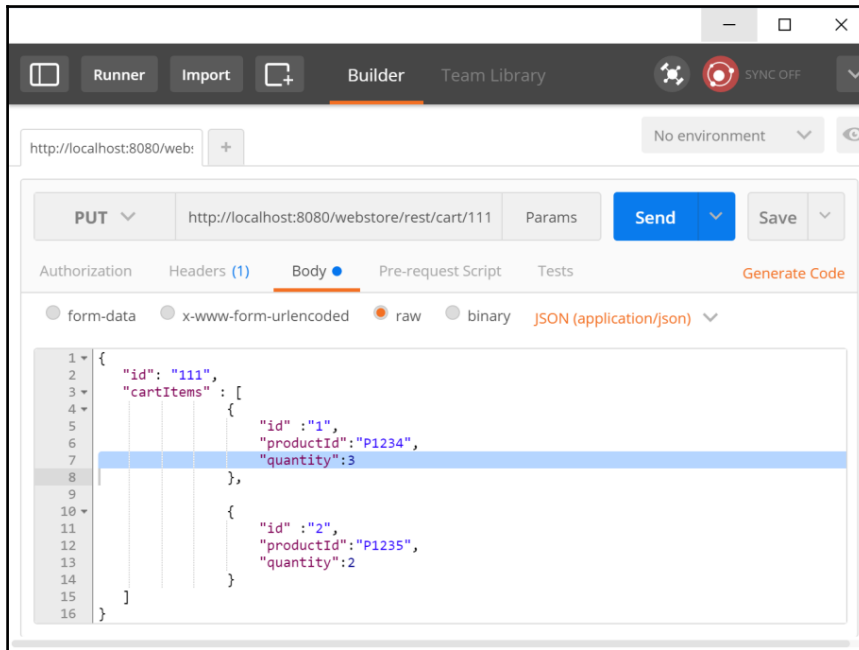 Runner Import Builder Team Library SYNC OFF
http://localhost:8080/web: + No environment
PUT http://localhost:8080/webstore/rest/cart/111 Params Send Save
Authorization Headers (1) Body Pre-request Script Tests Generate Code
form-data x-www-form-urlencoded raw binary JSON (application/json)
1 {
2 "id": "111",
3 "cartItems" : [
4 {
5 "id" :"1",
6 "productId":"P1234",
7 "quantity":3
8 },
9
10 {
11 "id" :"2",
12 "productId":"P1235",
13 "quantity":2
14 }
15 ]
16 }